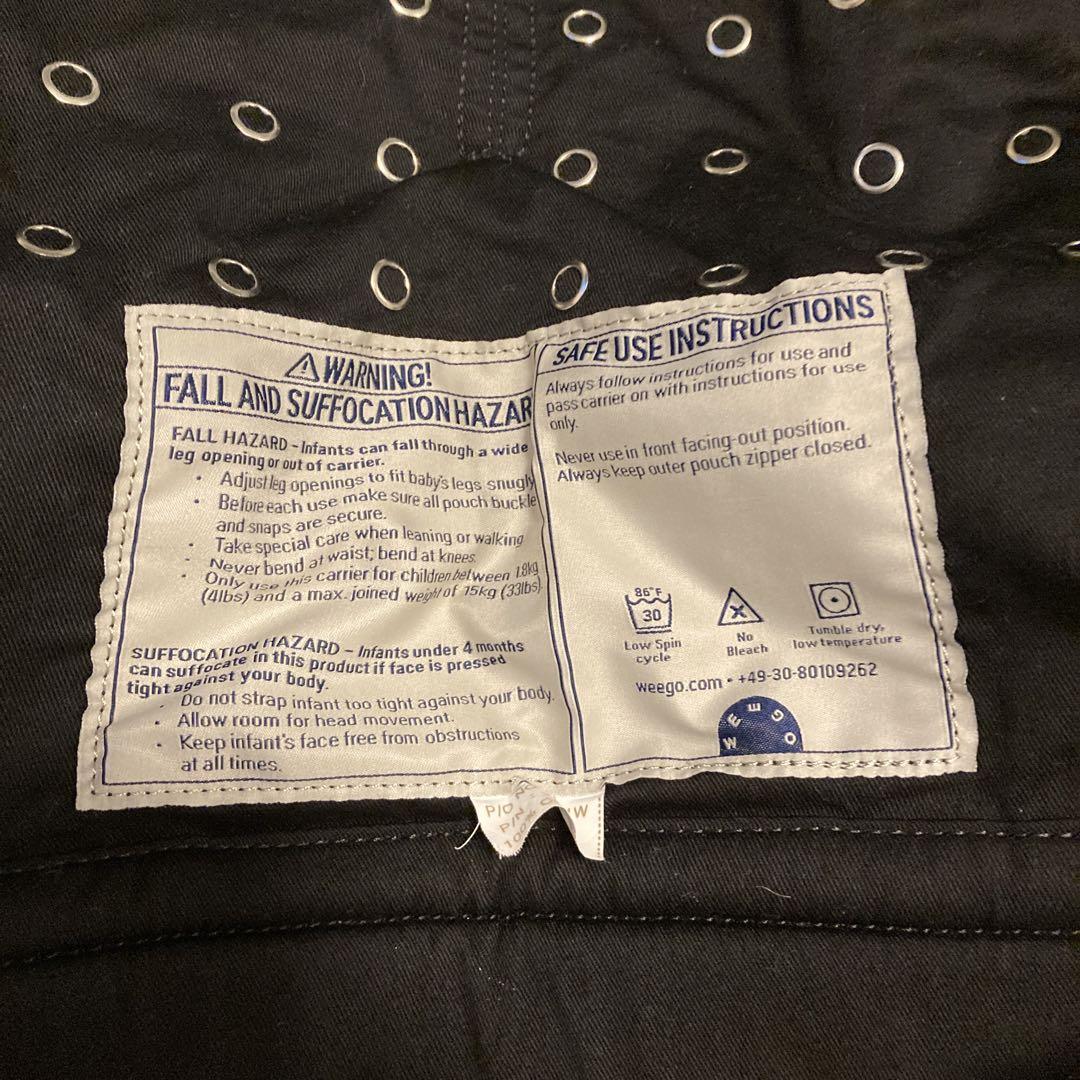 WARNING!
FALL AND SUFFOCATION HAZAR
FALL HAZARD - Infants can fall through a wide
leg opening or out of carrier.
• Adjust leg openings to fit baby's legs snugly
• Before each use make sure all pouch buckle
and snaps are secure.
• Take special care when leaning or walking
• Never bend at waist; bend at knees.
• Only use this carrier for children between 1.8kg
(4lbs) and a max. joined weight of 15kg (33lbs)
SUFFOCATION HAZARD - Infants under 4 months
can suffocate in this product if face is pressed
tight against your body.
• Do not strap infant too tight against your body.
• Allow room for head movement.
• Keep infant's face free from obstructions
at all times.
SAFE USE INSTRUCTIONS
Always follow instructions for use and
pass carrier on with instructions for use
only.
Never use in front facing-out position.
Always keep outer pouch zipper closed.
86°F
30
Low Spin
cycle
No
Bleach
Tumble dry,
low temperature
weego.com • +49-30-80109262
WEEGO
P/O
P/N
100%